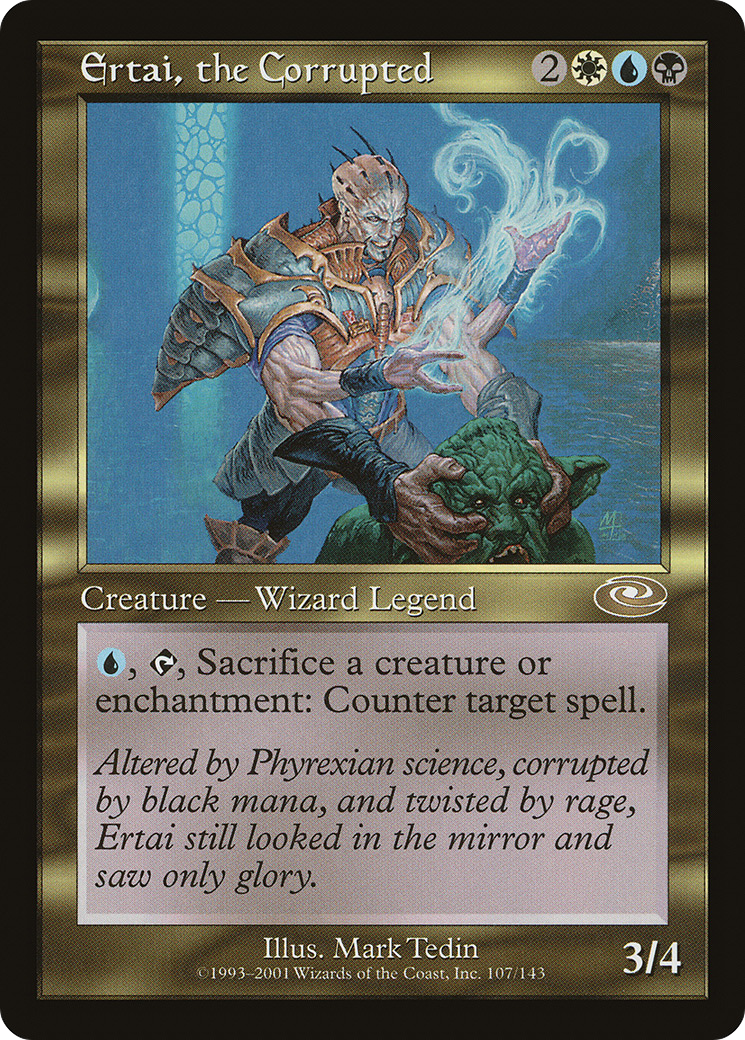 Ertai, the Corrupted 2
Creature — Wizard Legend
, , Sacrifice a creature or
enchantment: Counter target spell.
Altered by Phyrexian science, corrupted
by black mana, and twisted by rage,
Ertai still looked in the mirror and
saw only glory.
Illus. Mark Tedin
©1993–2001 Wizards of the Coast, Inc. 107/143
3/4